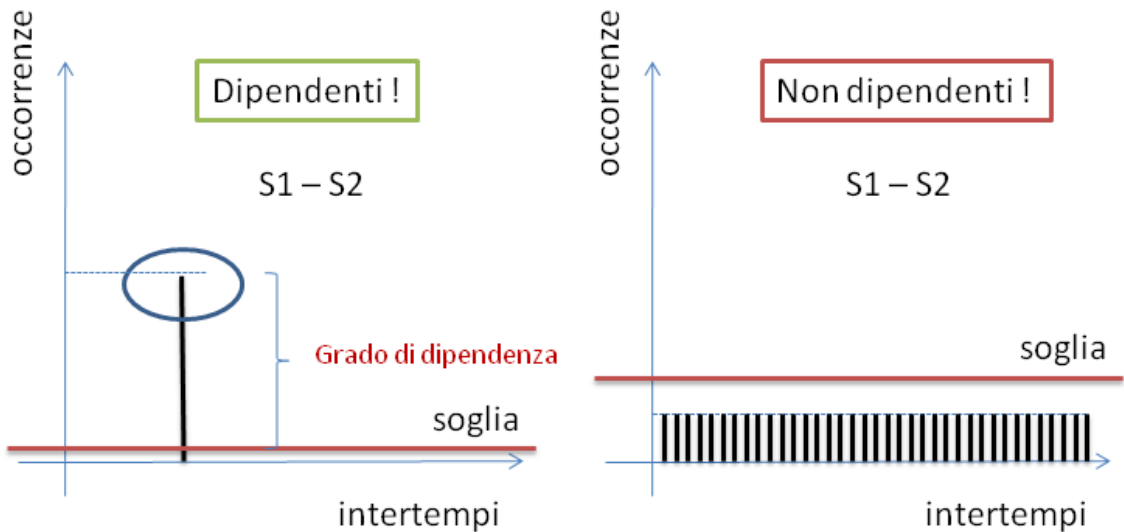 occorrenze
Dipendenti !
S1 – S2
Grado di dipendenza
soglia
intertempi
occorrenze
Non dipendenti !
S1 – S2
soglia
intertempi